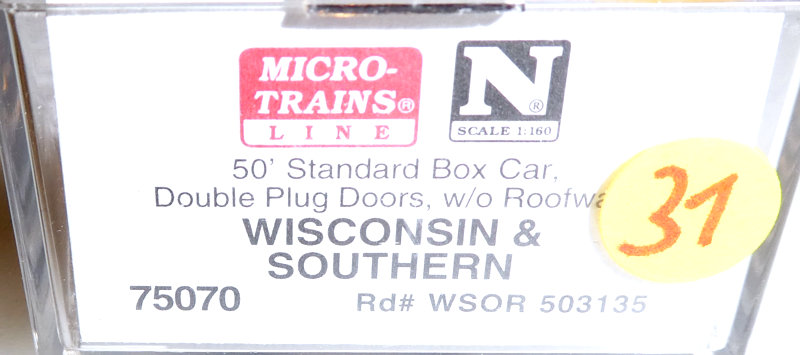 MICRO-
TRAINS®
LINE
N®
SCALE 1:160
50' Standard Box Car,
Double Plug Doors, w/o
WISCONSIN &
SOUTHERN
31
75070 Rd# WSOR 503135